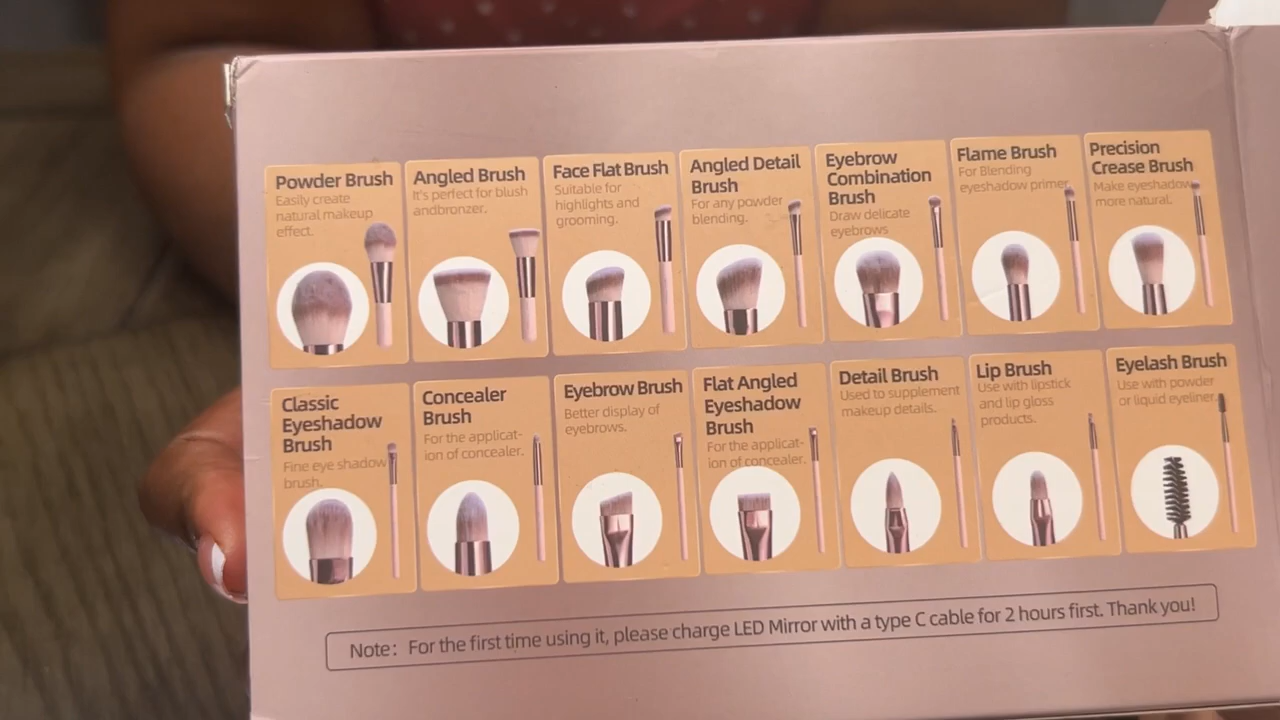 Powder Brush
Easily create
natural makeup
effect.
Angled Brush
It's perfect for blush
andbronzer.
Face Flat Brush
Suitable for
highlights and
grooming.
Angled Detail
Brush
For any powder
blending.
Eyebrow
Combination
Brush
Draw delicate
eyebrows
Flame Brush
For Blending
eyeshadow primer
Precision
Crease Brush
Make eyeshadow
more natural.
Classic
Eyeshadow
Brush
Fine eye shadow
brush.
Concealer
Brush
For the applicat-
ion of concealer.
Eyebrow Brush
Better display of
eyebrows.
Flat Angled
Eyeshadow
Brush
For the applicat-
ion of concealer.
Detail Brush
Used to supplement
makeup details.
Lip Brush
Use with lipstick
and lip gloss
products.
Eyelash Brush
Use with powder
or liquid eyeliner.
Note: For the first time using it, please charge LED Mirror with a type C cable for 2 hours first. Thank you!